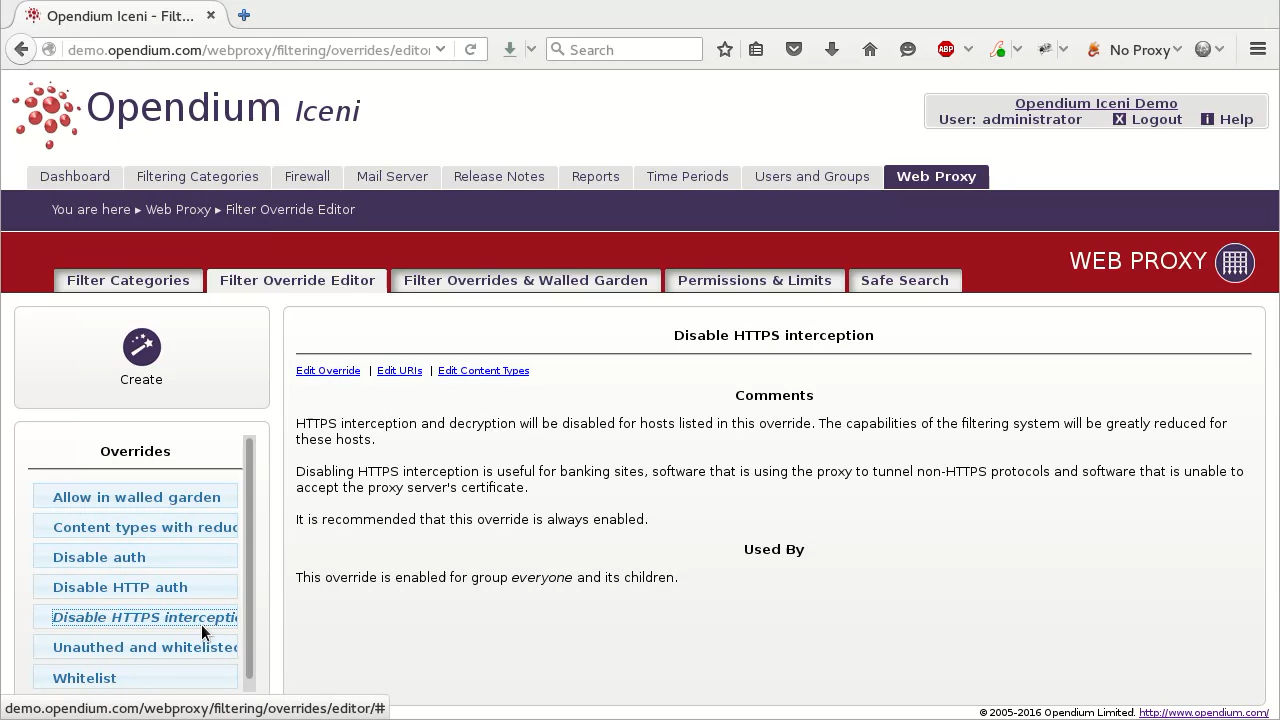 Opendium Iceni - Filt...
demo.opendium.com/webproxy/filtering/overrides/editor
Search
ABP
No Proxy
Opendium Iceni
Opendium Iceni Demo
User: administrator X Logout i Help
Dashboard Filtering Categories Firewall Mail Server Release Notes Reports Time Periods Users and Groups Web Proxy
You are here ▸ Web Proxy ▸ Filter Override Editor
WEB PROXY
Filter Categories Filter Override Editor Filter Overrides & Walled Garden Permissions & Limits Safe Search
Create
Overrides
Allow in walled garden
Content types with reduc
Disable auth
Disable HTTP auth
Disable HTTPS interceptio
Unauthed and whitelisted
Whitelist
Disable HTTPS interception
Edit Override | Edit URIs | Edit Content Types
Comments
HTTPS interception and decryption will be disabled for hosts listed in this override. The capabilities of the filtering system will be greatly reduced for
these hosts.
Disabling HTTPS interception is useful for banking sites, software that is using the proxy to tunnel non-HTTPS protocols and software that is unable to
accept the proxy server's certificate.
It is recommended that this override is always enabled.
Used By
This override is enabled for group everyone and its children.
demo.opendium.com/webproxy/filtering/overrides/editor/#
© 2005-2016 Opendium Limited. http://www.opendium.com/